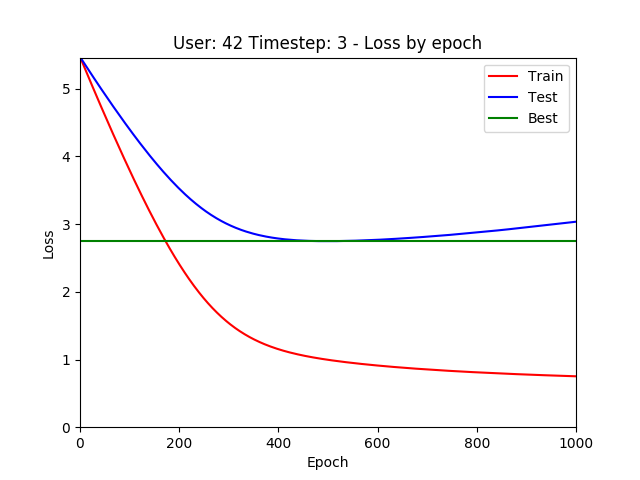 User: 42 Timestep: 3 - Loss by epoch
Train
Test
Best
5
4
3
2
1
0
Loss
0 200 400 600 800 1000
Epoch